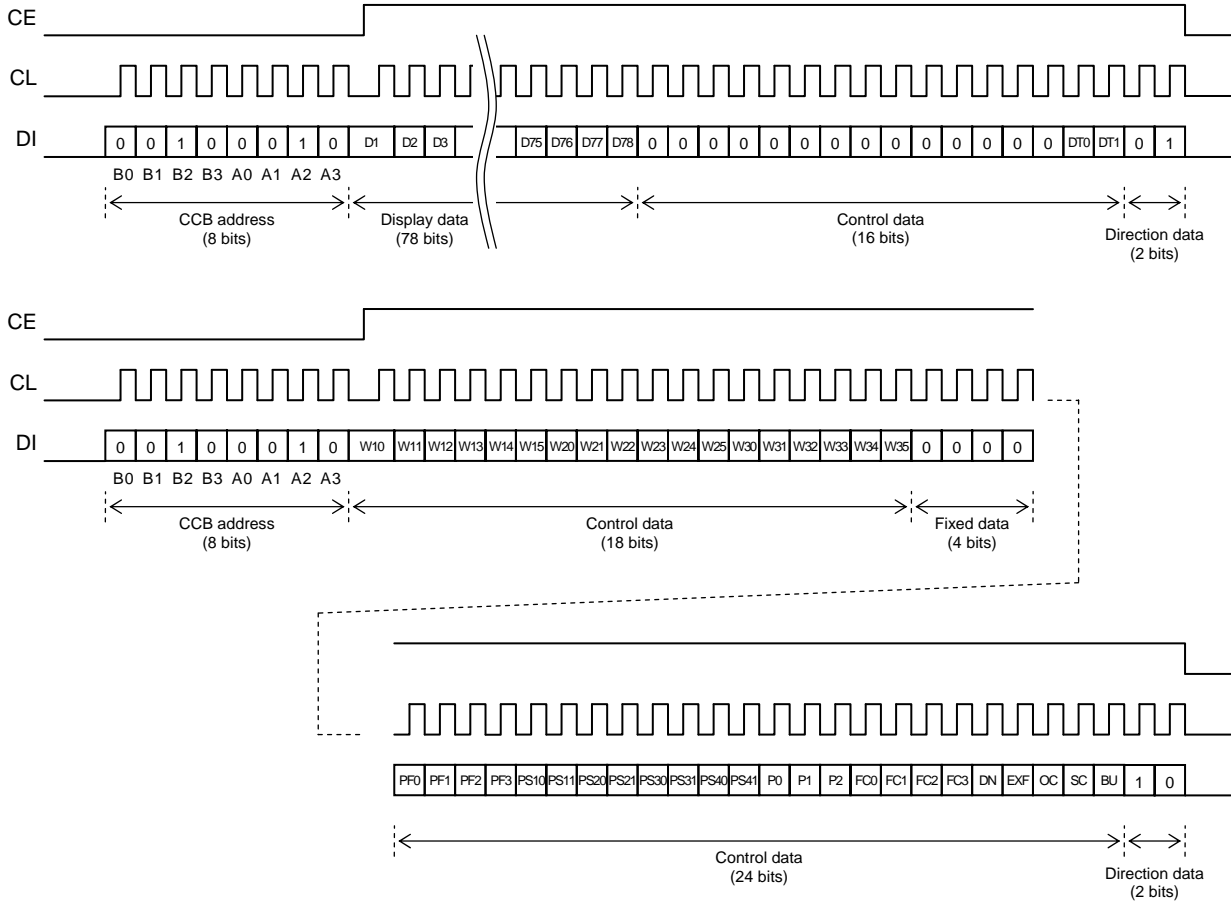 CE
CL
DI 0 0 1 0 0 0 1 0 D1 D2 D3 D75 D76 D77 D78 0 0 0 0 0 0 0 0 0 0 0 0 0 0 DT0 DT1 0 1
B0 B1 B2 B3 A0 A1 A2 A3
CCB address
(8 bits)
Display data
(78 bits)
Control data
(16 bits)
Direction data
(2 bits)
CE
CL
DI 0 0 1 0 0 0 1 0 W10 W11 W12 W13 W14 W15 W20 W21 W22 W23 W24 W25 W30 W31 W32 W33 W34 W35 0 0 0 0
B0 B1 B2 B3 A0 A1 A2 A3
CCB address
(8 bits)
Control data
(18 bits)
Fixed data
(4 bits)
PF0 PF1 PF2 PF3 PS10 PS11 PS20 PS21 PS30 PS31 PS40 PS41 P0 P1 P2 FC0 FC1 FC2 FC3 DN EXF OC SC BU 1 0
Control data
(24 bits)
Direction data
(2 bits)